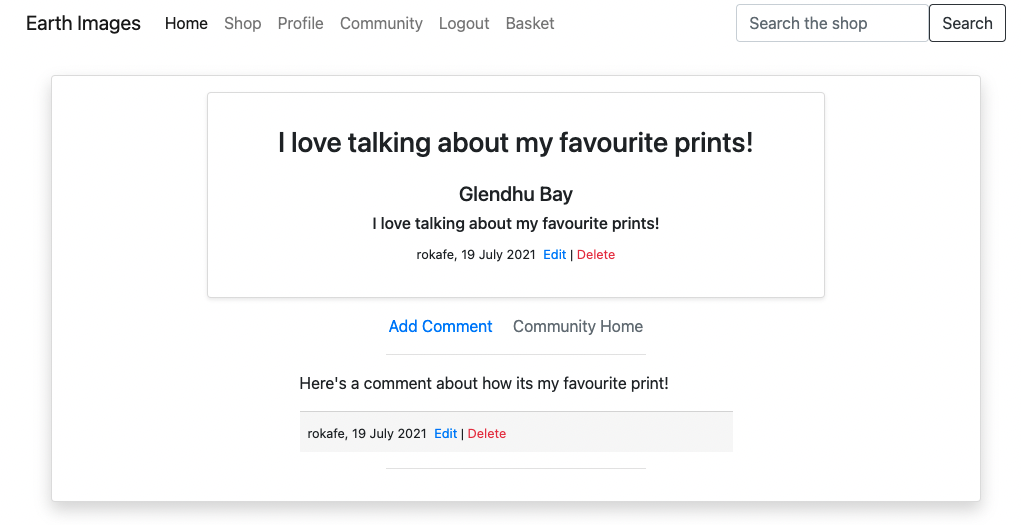 Earth Images Home Shop Profile Community Logout Basket Search the shop Search
I love talking about my favourite prints!
Glendhu Bay
I love talking about my favourite prints!
rokafe, 19 July 2021 Edit | Delete
Add Comment Community Home
Here's a comment about how its my favourite print!
rokafe, 19 July 2021 Edit | Delete